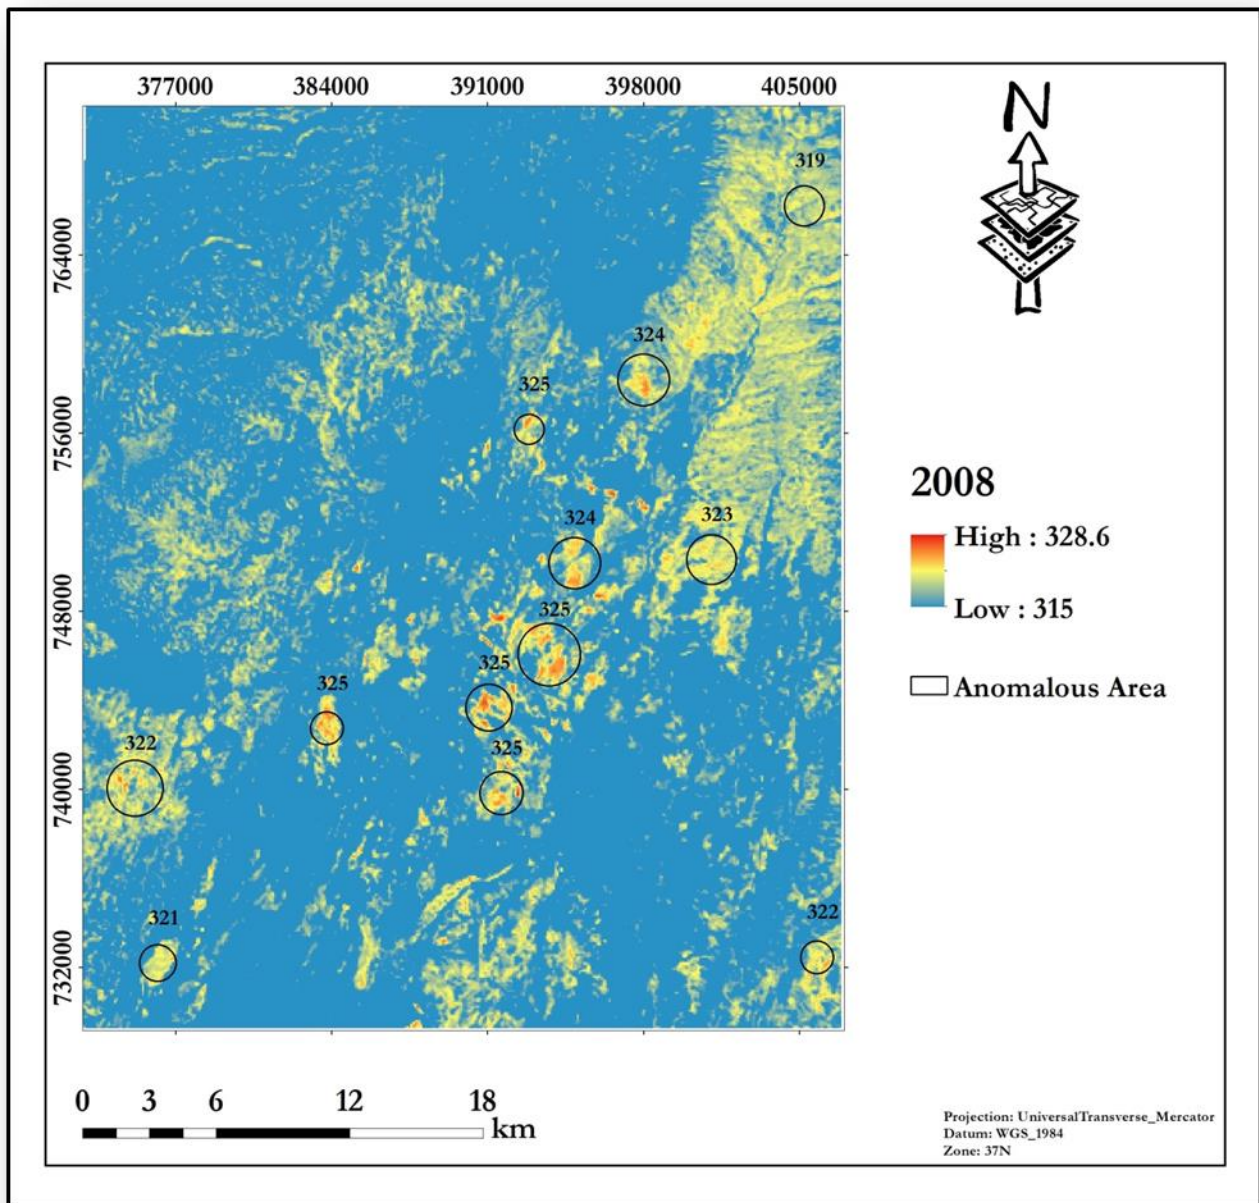 377000 384000 391000 398000 405000
N
319
764000
324
325
756000
2008
324
323
High : 328.6
748000
325
Low : 315
325
325
Anomalous Area
322
325
740000
321
322
732000
0 3 6 12 18
km
Projection: UniversalTransverse_Mercator
Datum: WGS_1984
Zone: 37N